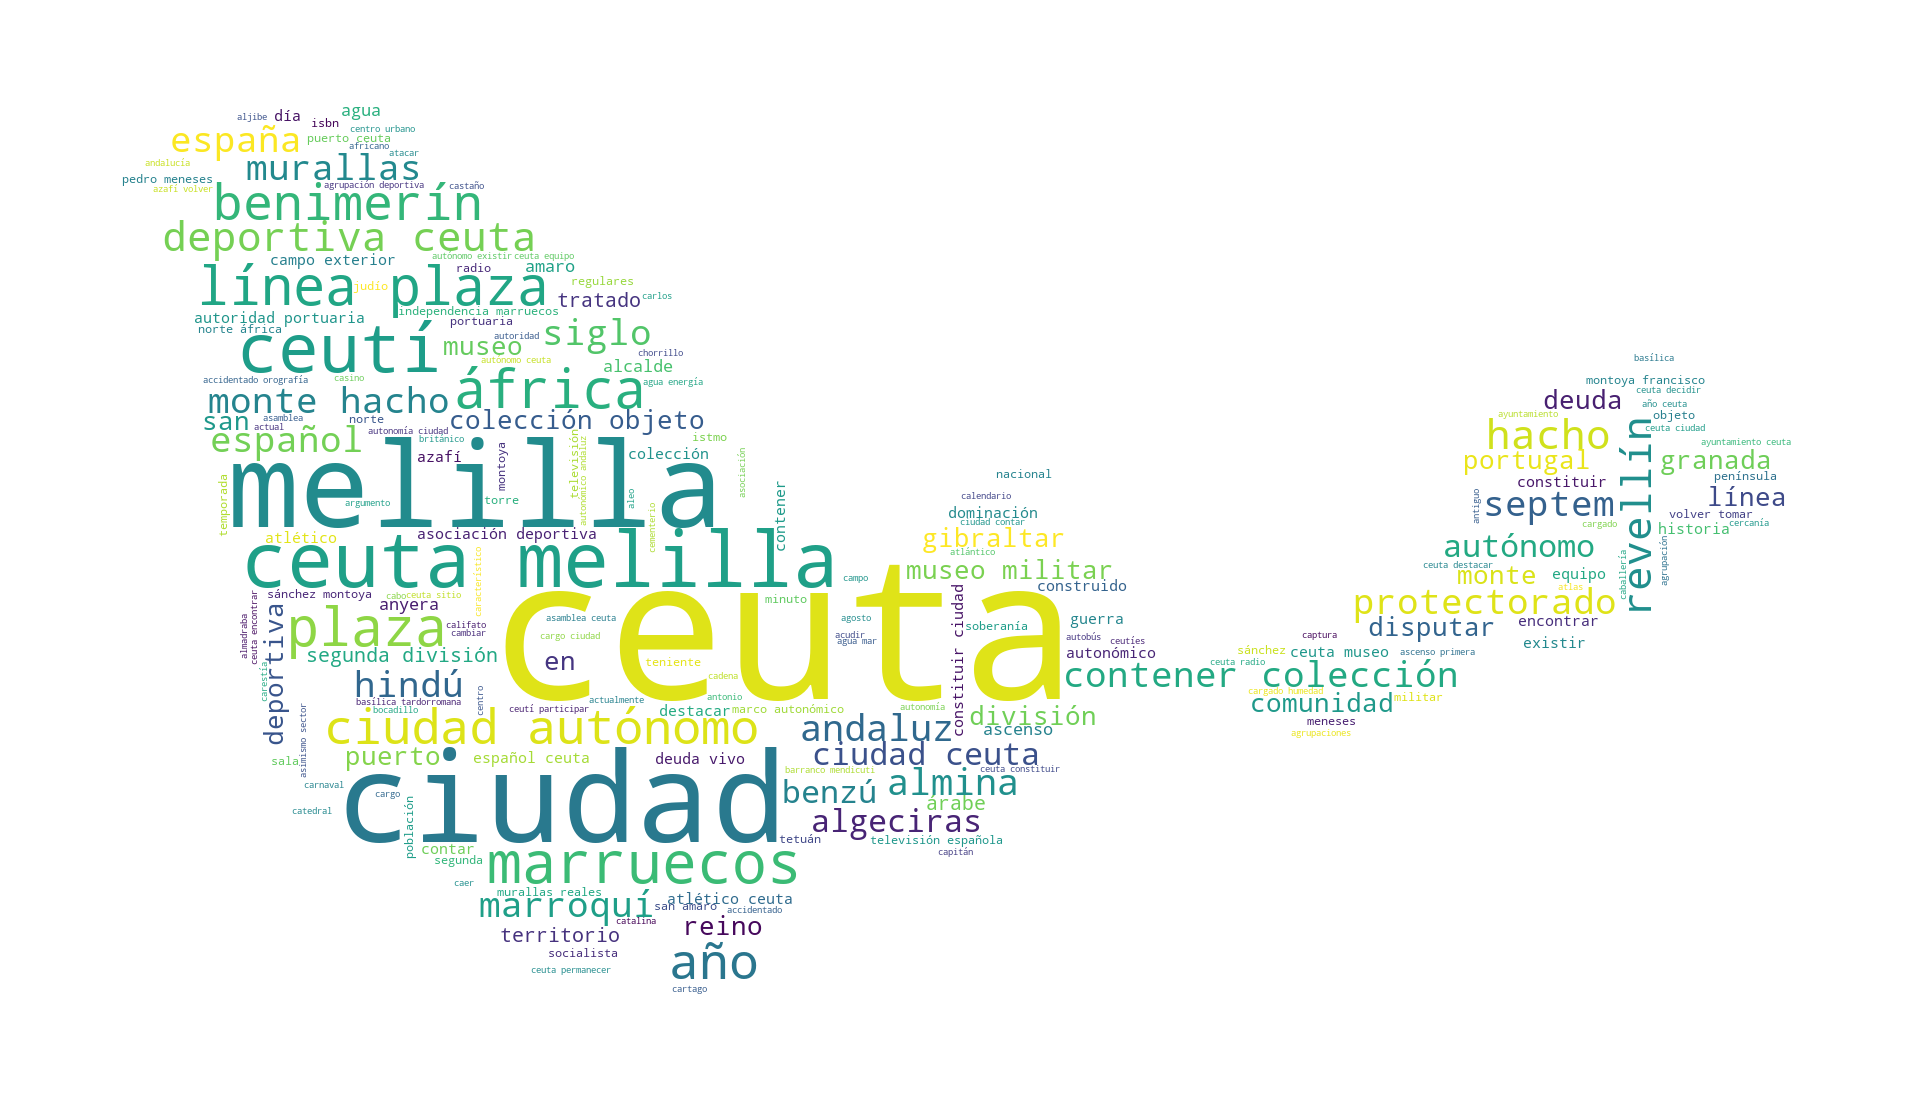 agua
aljibe
día
isbn
centro urbano
españa
puerto ceuta
africano
atacar
andalucía
murallas
pedro meneses
azafí volver
agrupación deportiva
castaño
benimerín
deportiva ceuta
campo exterior
autónomo existir
ceuta equipo
radio
amaro
línea plaza
judío
regulares
tratado
carlos
autoridad portuaria
independencia marruecos
norte áfrica
portuaria
autoridad
siglo
ceutí
museo
chorrillo
autónomo ceuta
alcalde
accidentado orografía
casino
áfrica
agua energía
monte hacho
san
asamblea
norte
colección objeto
actual
autonomía ciudad
español
británico
azafí
montoya
televisión
autonómico andaluz
istmo
colección
asociación
melilla
temporada
argumento
torre
aleo
cementerio
contener
atlético
asociación deportiva
ceuta melilla
característico
campo
sánchez montoya
cabo
ceuta sitio
anyera
minuto
almadraba
ceuta encontrar
deportiva
plaza
califato
cambiar
asamblea ceuta
agosto
cargo ciudad
acudir
agua mar
segunda división
en
teniente
ceuta
carestía
hindú
cadena
basílica tardorromana
bocadillo
centro
ceutí participar
actualmente
antonio
destacar
marco autonómico
autonomía
constituir ciudad
asimismo sector
ciudad autónomo
andaluz
división
ascenso
sala
puerto
español ceuta
deuda vivo
ciudad ceuta
barranco mendicuti
ceuta constituir
carnaval
cargo
ciudad
benzú
almina
catedral
población
árabe
algeciras
contar
segunda
tetuán
televisión española
capitán
caer
marruecos
murallas reales
marroquí
atlético ceuta
san amaro
accidentado
catalina
territorio
reino
socialista
año
ceuta permanecer
cartago
nacional
calendario
dominación
ciudad contar
gibraltar
atlántico
museo militar
construido
guerra
soberanía
autobús
ceutíes
autonómico
contener colección
ceuta radio
sánchez
ceuta museo
captura
ascenso primera
cargado humedad
militar
comunidad
meneses
agrupaciones
basílica
montoya francisco
ceuta decidir
deuda
año ceuta
ayuntamiento
objeto
hacho
ceuta ciudad
revellín
ayuntamiento ceuta
portugal
granada
constituir
península
septem
antiguo
línea
volver tomar
cargado
historia
cercanía
autónomo
caballería
agrupación
ceuta destacar
monte
equipo
atlas
protectorado
disputar
encontrar
existir